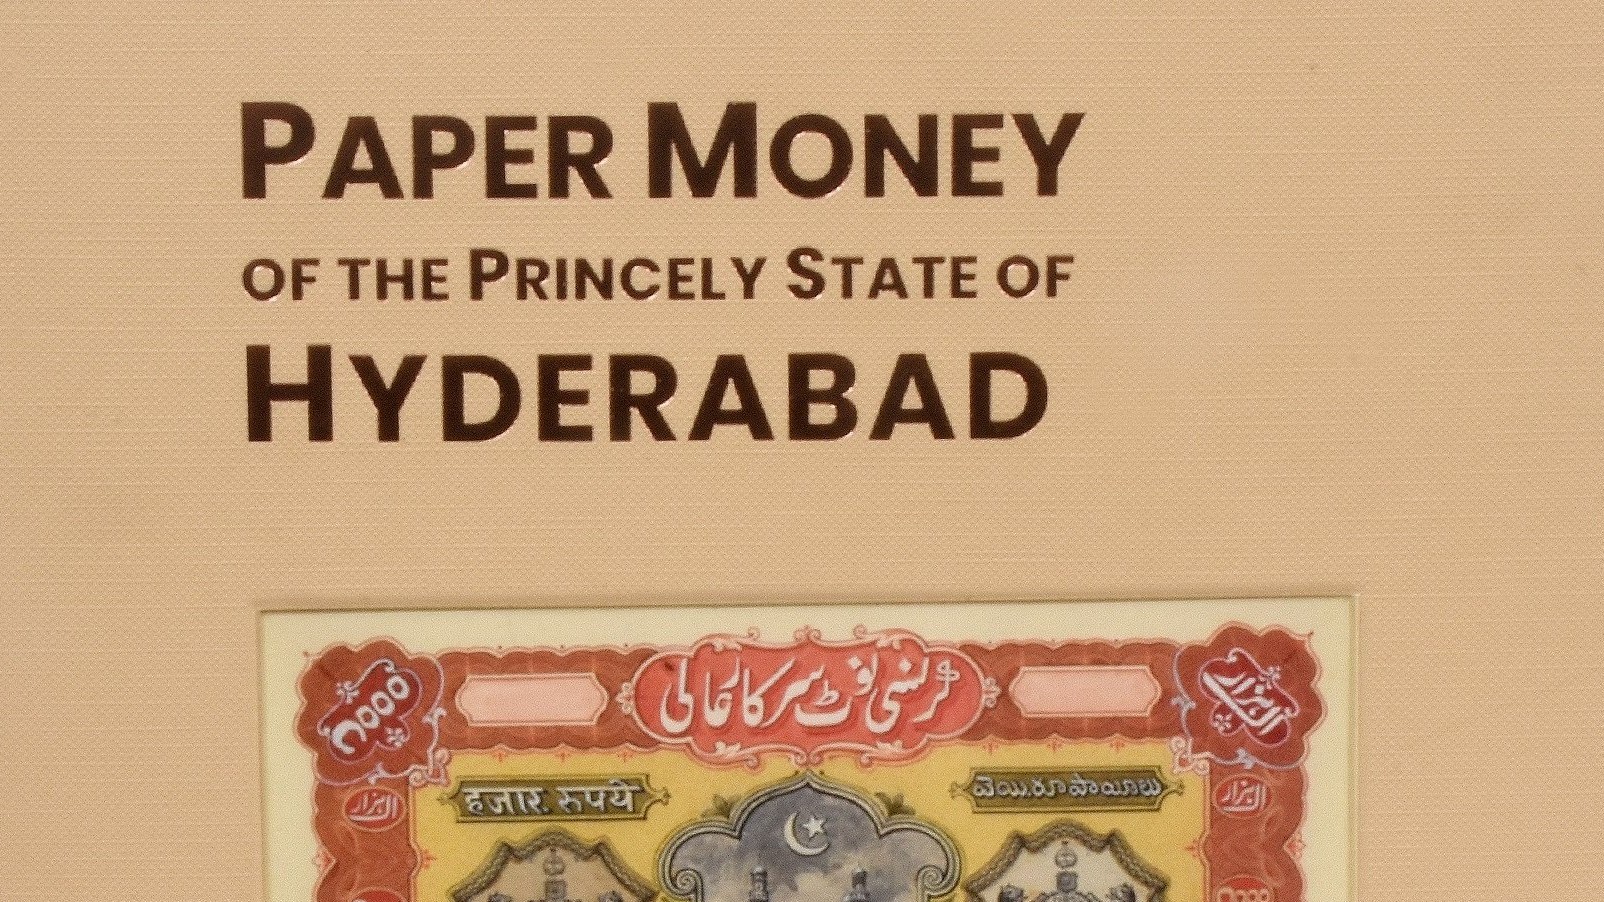 PAPER MONEY
OF THE PRINCELY STATE OF
HYDERABAD
کرنسی نوٹ سرکار عالی
हजार रुपये
వెయి రూపాయిలు